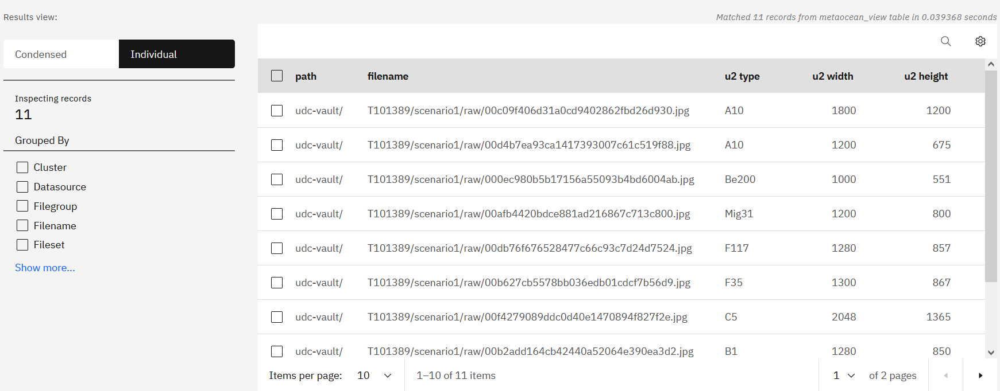 Results view:
Matched 11 records from metaocean_view table in 0.039368 seconds
Condensed
Individual
Inspecting records
11
Grouped By
Cluster
Datasource
Filegroup
Filename
Fileset
Show more...
path filename u2 type u2 width u2 height
udc-vault/ T101389/scenario1/raw/00c09f406d31a0cd9402862fbd26d930.jpg A10 1800 1200
udc-vault/ T101389/scenario1/raw/00d4b7ea93ca1417393007c61c519f88.jpg A10 1200 675
udc-vault/ T101389/scenario1/raw/000ec980b5b17156a55093b4bd6004ab.jpg Be200 1000 551
udc-vault/ T101389/scenario1/raw/00afb4420bdce881ad216867c713c800.jpg Mig31 1200 800
udc-vault/ T101389/scenario1/raw/00db76f676528477c66c93c7d24d7524.jpg F117 1280 857
udc-vault/ T101389/scenario1/raw/00b627cb5578bb036edb01cdcf7b56d9.jpg F35 1300 867
udc-vault/ T101389/scenario1/raw/00f4279089ddc0d40e1470894f827f2e.jpg C5 2048 1365
udc-vault/ T101389/scenario1/raw/00b2add164cb42440a52064e390ea3d2.jpg B1 1280 850
Items per page: 10 1–10 of 11 items 1 of 2 pages